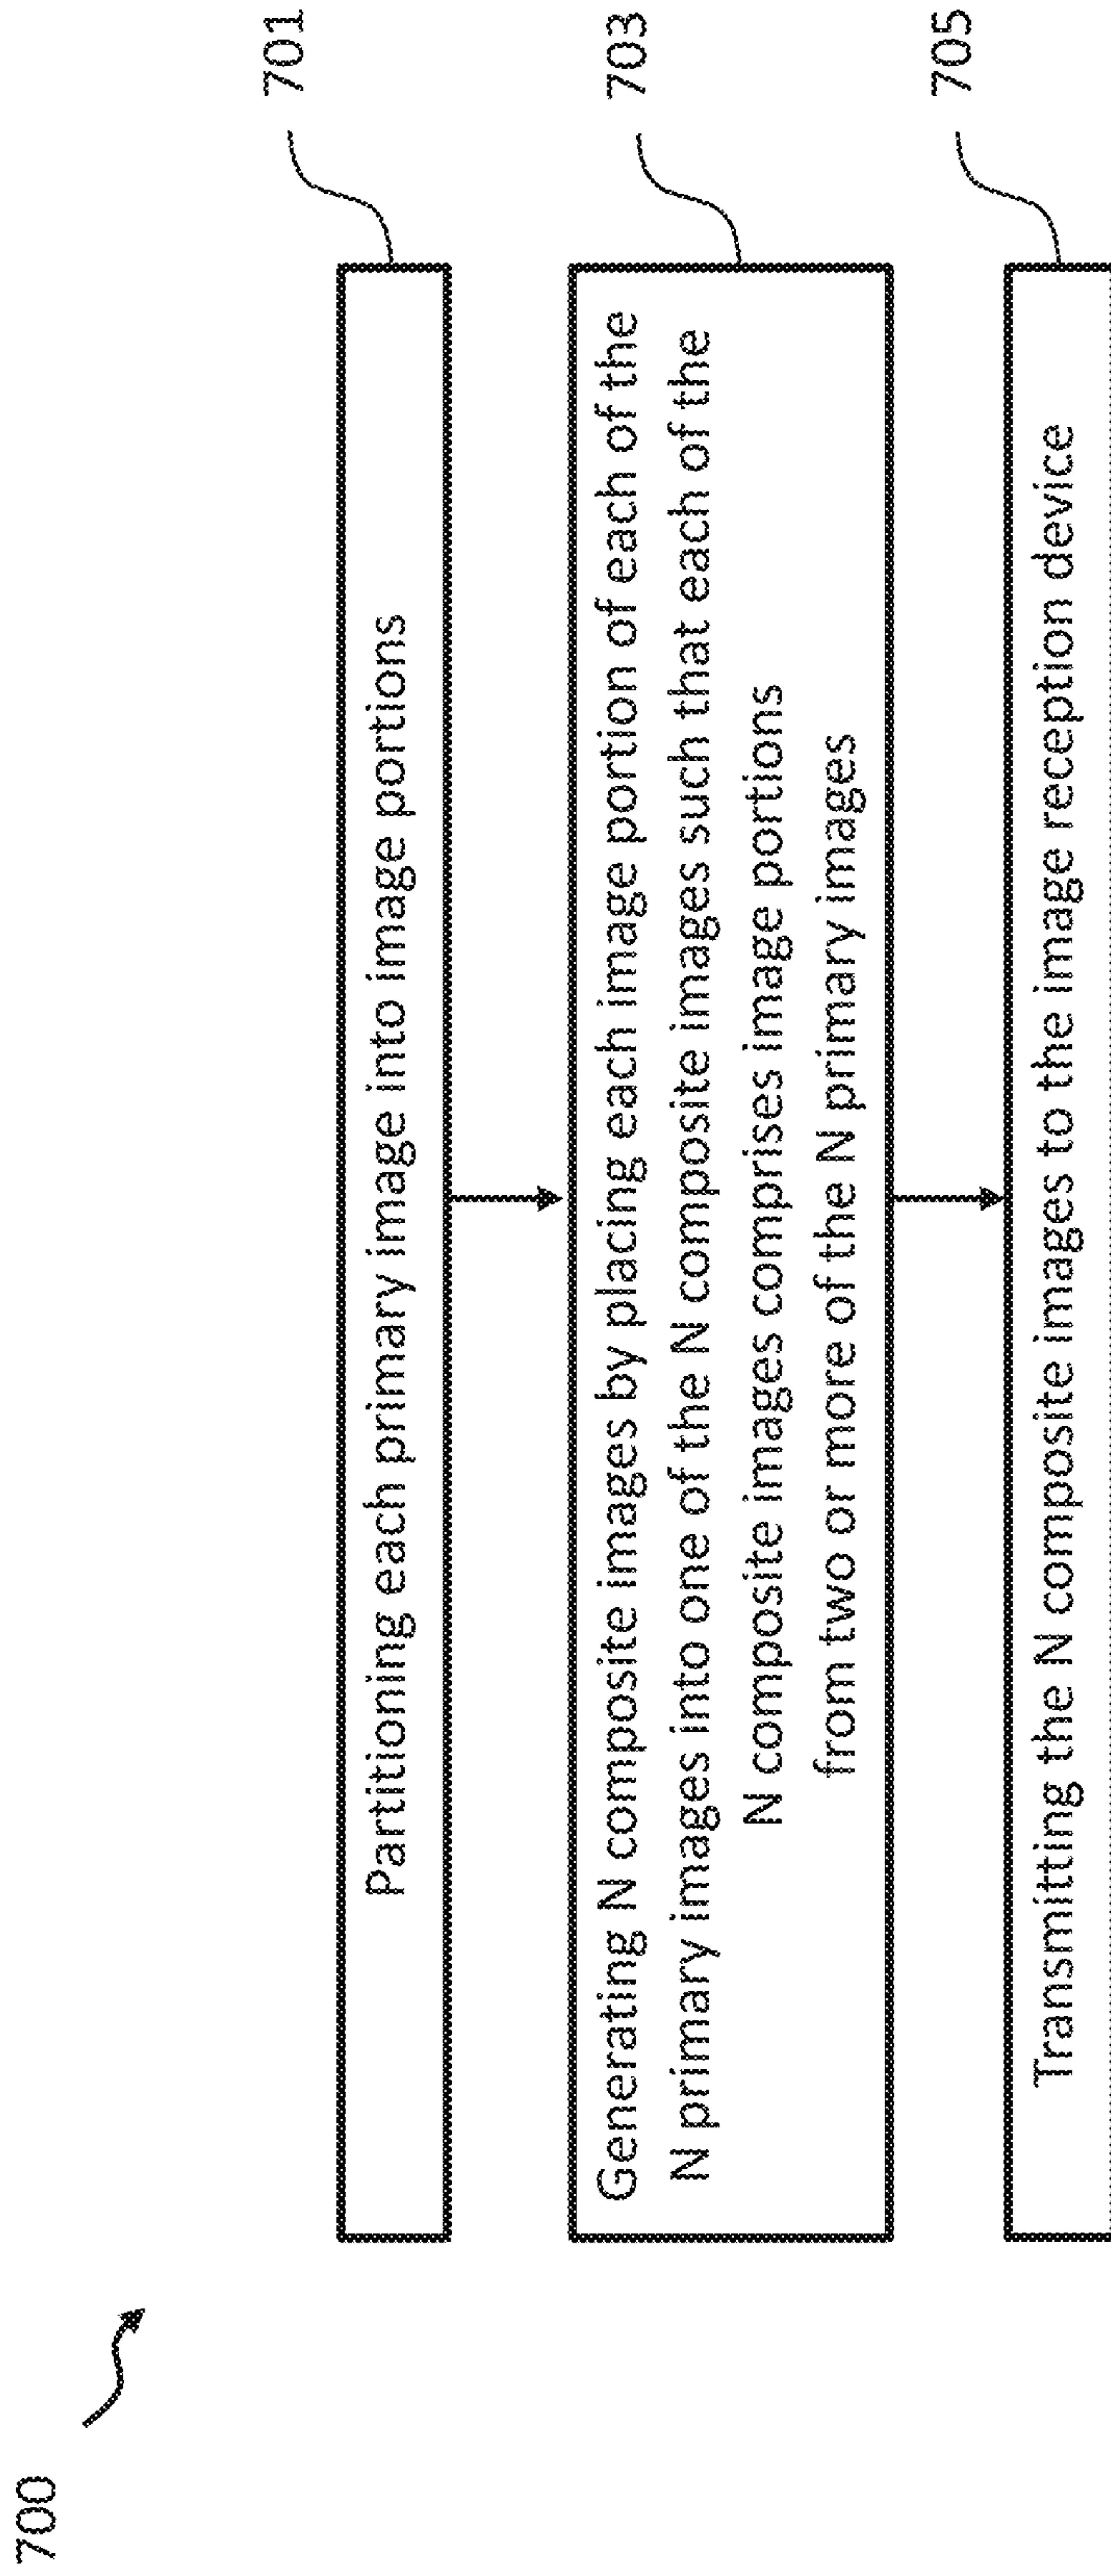 700
Partitioning each primary image into image portions
701
Generating N composite images by placing each image portion of each of the
N primary images into one of the N composite images such that each of the
N composite images comprises image portions
from two or more of the N primary images
703
Transmitting the N composite images to the image reception device
705